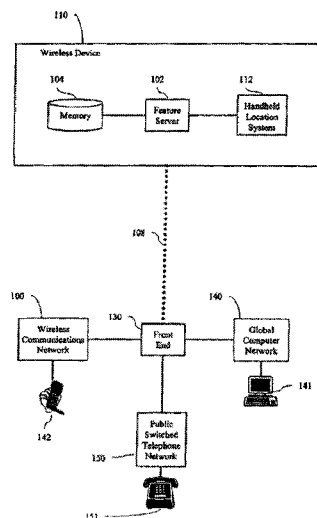 110
Wireless Device
104
102
112
Memory
Feature
Server
Handheld
Location
System
108
100
130
140
Wireless
Communications
Network
Front
End
Global
Computer
Network
142
141
Public
Switched
Telephone
Network
150
151